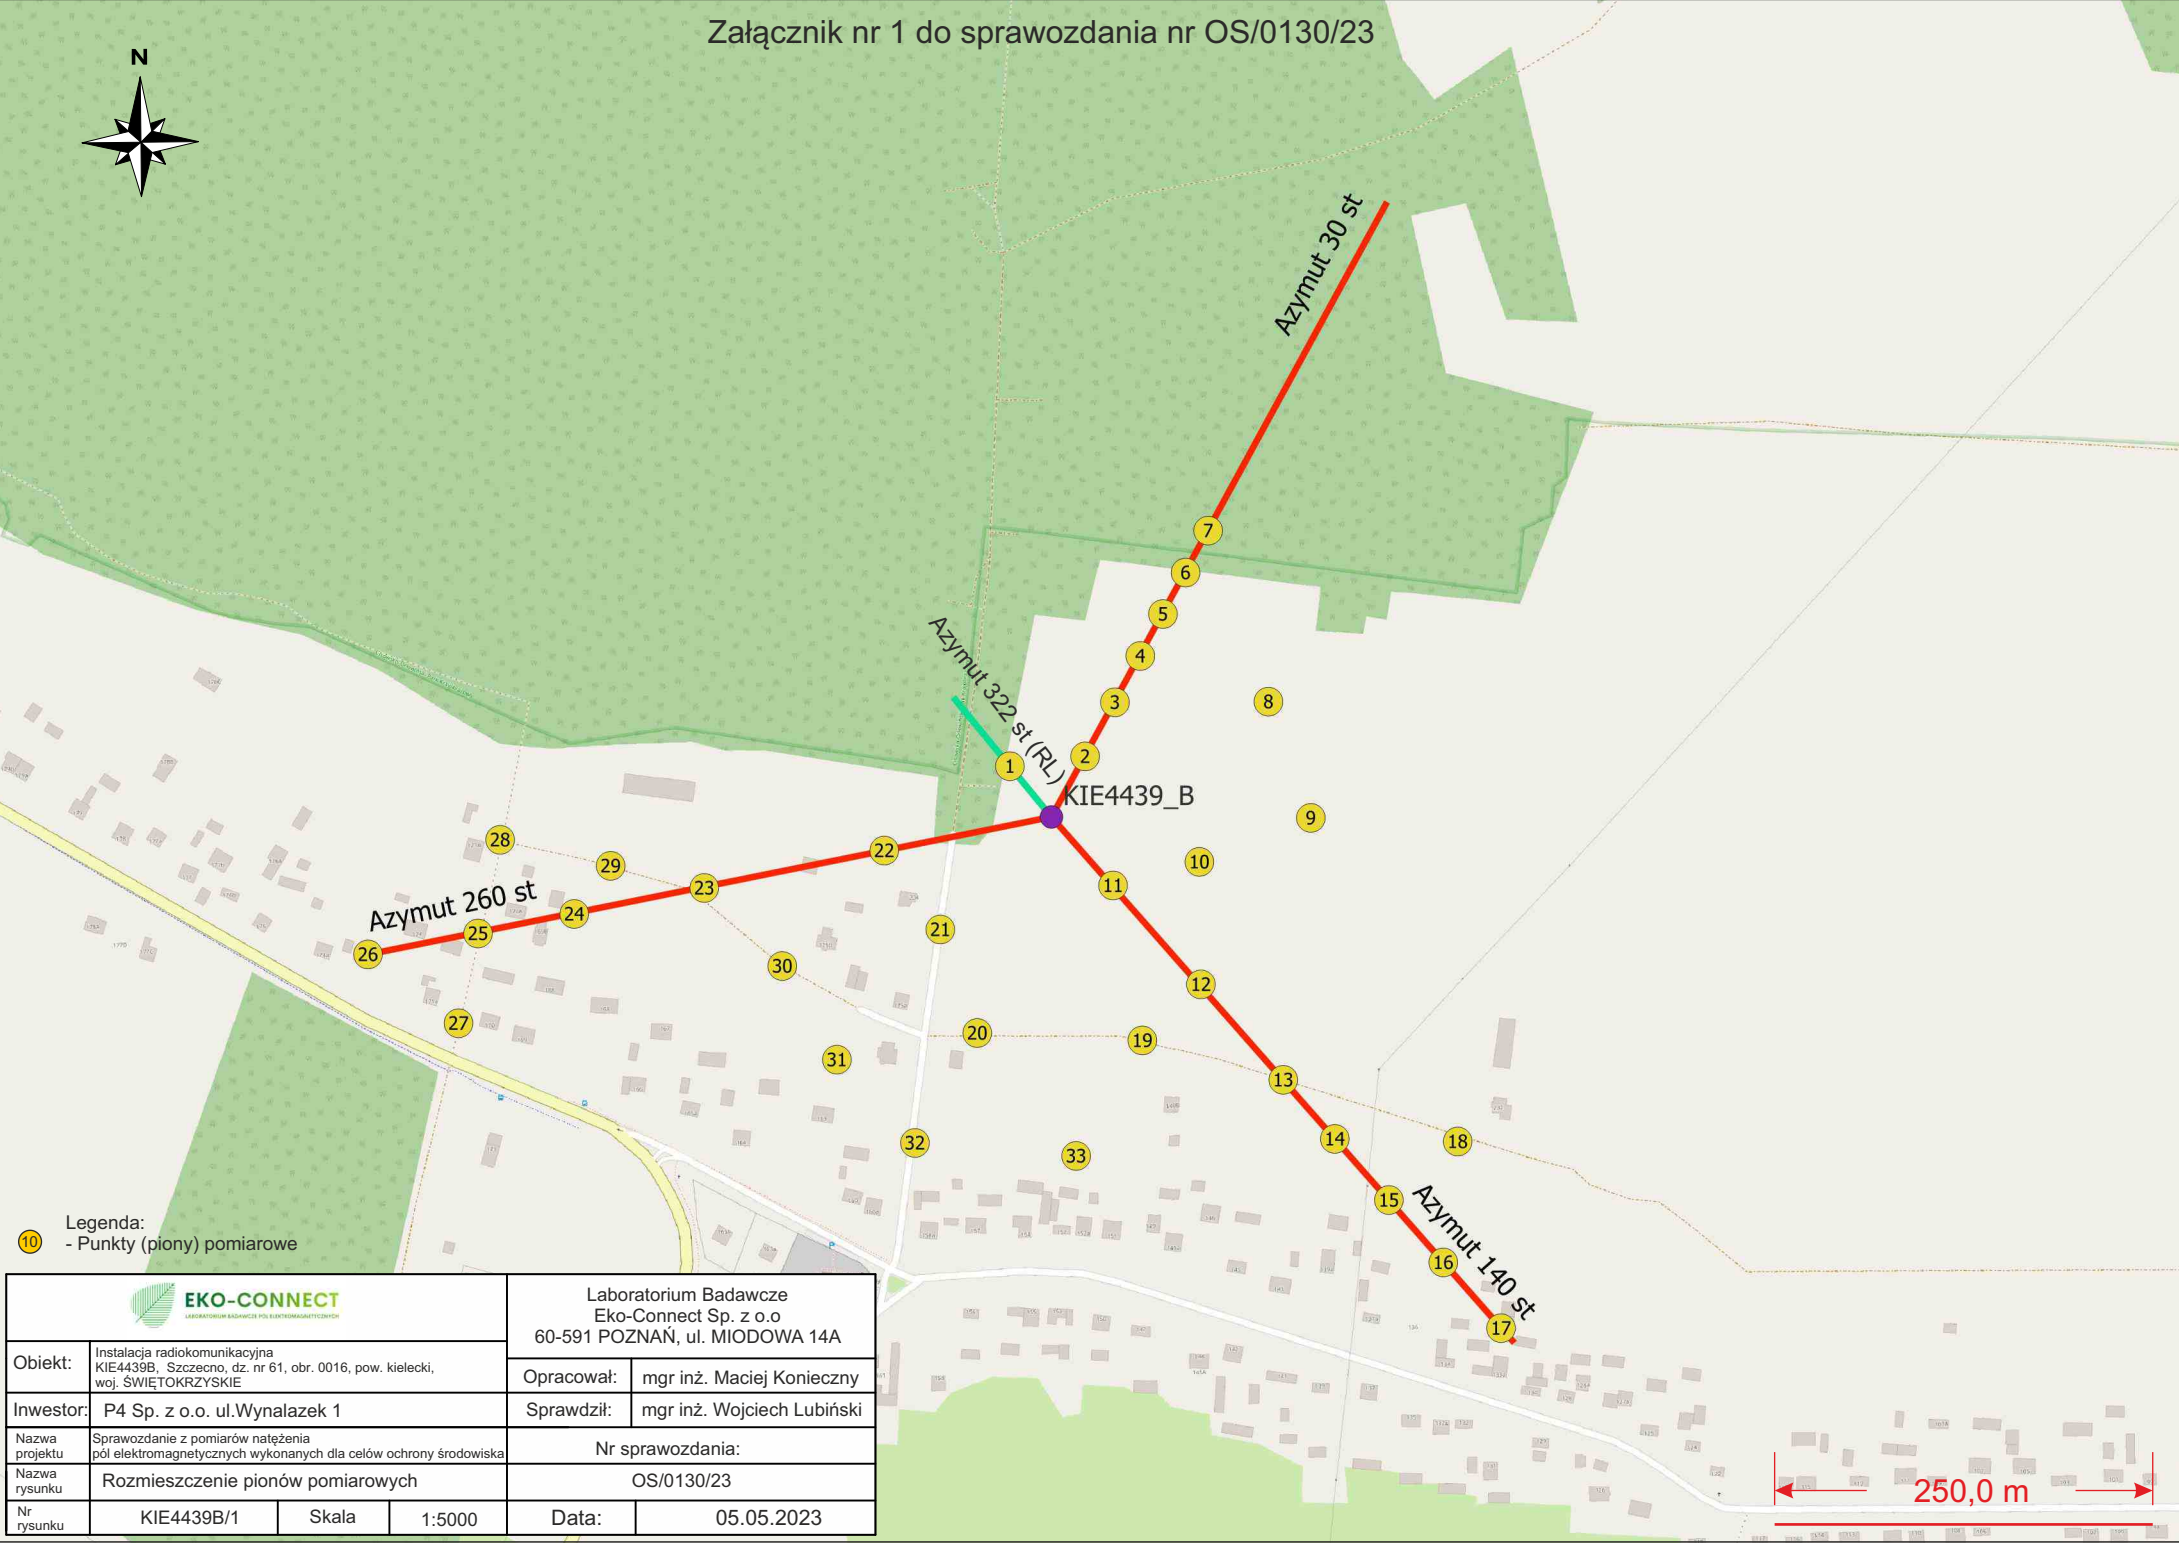 Załącznik nr 1 do sprawozdania nr OS/0130/23
N
Azymut 30 st
7
6
5
4
3
8
2
Azymut 322 st (RL)
1
KIE4439_B
9
10
11
22
28
29
23
24
Azymut 260 st
25
26
21
30
12
27
20
19
31
13
14
18
32
33
15
Azymut 140 st
16
17
Legenda:
10 - Punkty (piony) pomiarowe
EKO-CONNECT
LABORATORIUM BADAWCZE PÓL ELEKTROMAGNETYCZNYCH
Laboratorium Badawcze
Eko-Connect Sp. z o.o
60-591 POZNAŃ, ul. MIODOWA 14A
Obiekt:
Instalacja radiokomunikacyjna
KIE4439B, Szczecno, dz. nr 61, obr. 0016, pow. kielecki,
woj. ŚWIĘTOKRZYSKIE
Opracował: mgr inż. Maciej Konieczny
Inwestor: P4 Sp. z o.o. ul.Wynalazek 1
Sprawdził: mgr inż. Wojciech Lubiński
Nazwa
projektu
Sprawozdanie z pomiarów natężenia
pól elektromagnetycznych wykonanych dla celów ochrony środowiska
Nr sprawozdania:
Nazwa
rysunku
Rozmieszczenie pionów pomiarowych
OS/0130/23
Nr
rysunku
KIE4439B/1
Skala
1:5000
Data:
05.05.2023
250,0 m
P